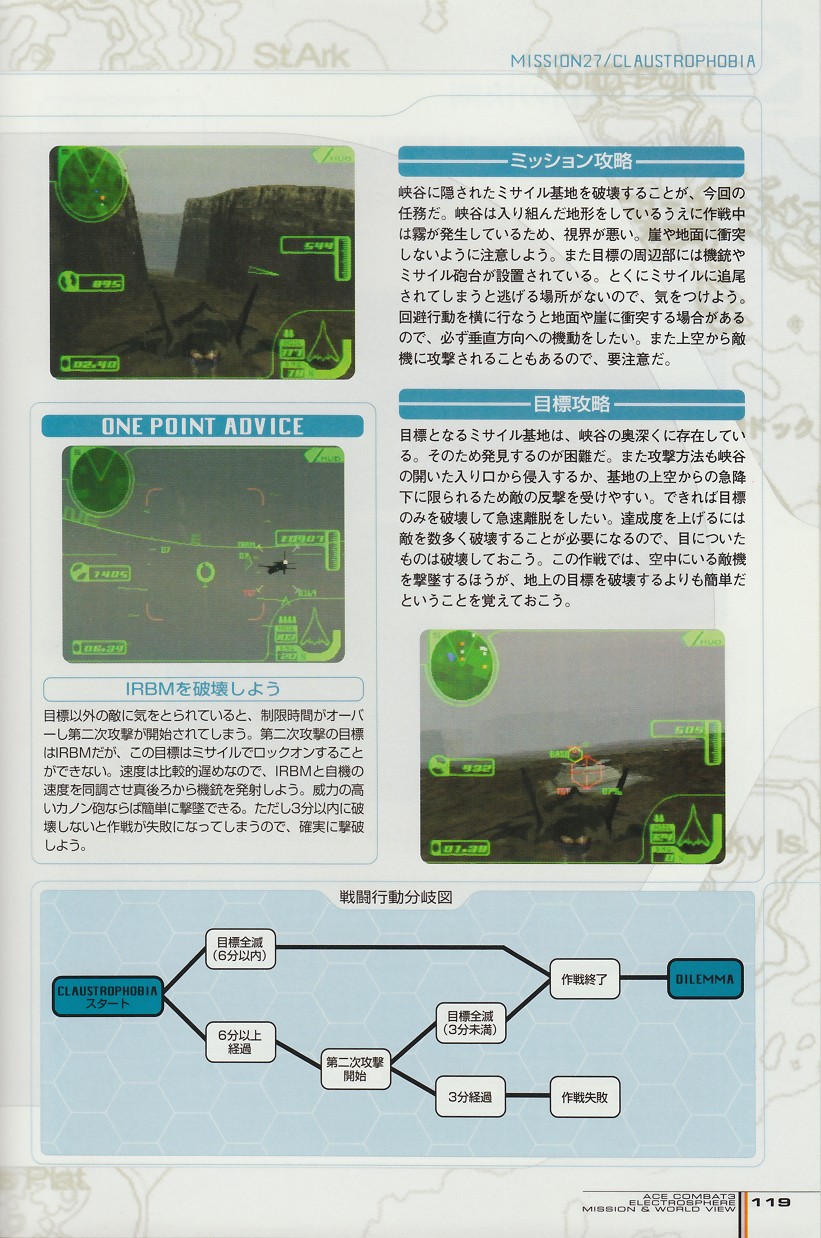 MISSION27/CLAUSTROPHOBIA
St.Ark
North Point
ミッション攻略
峡谷に隠されたミサイル基地を破壊することが、今回の
任務だ。峡谷は入り組んだ地形をしているうえに作戦中
は霧が発生しているため、視界が悪い。崖や地面に衝突
しないように注意しよう。また目標の周辺部には機銃や
ミサイル砲台が設置されている。とくにミサイルに追尾
されてしまうと逃げる場所がないので、気をつけよう。
回避行動を横に行なうと地面や崖に衝突する場合がある
ので、必ず垂直方向への機動をしたい。また上空から敵
機に攻撃されることもあるので、要注意だ。
目標攻略
目標となるミサイル基地は、峡谷の奥深くに存在してい
る。そのため発見するのが困難だ。また攻撃方法も峡谷
の開いた入り口から侵入するか、基地の上空からの急降
下に限られるため敵の反撃を受けやすい。できれば目標
のみを破壊して急速離脱をしたい。達成度を上げるには
敵を数多く破壊することが必要になるので、目についた
ものは破壊しておこう。この作戦では、空中にいる敵機
を撃墜するほうが、地上の目標を破壊するよりも簡単だ
ということを覚えておこう。
HUD
544
895
02.40
ONE POINT ADVICE
HUD
10907
1405
06.39
IRBMを破壊しよう
目標以外の敵に気をとられていると、制限時間がオーバ
ーし第二次攻撃が開始されてしまう。第二次攻撃の目標
はIRBMだが、この目標はミサイルでロックオンすること
ができない。速度は比較的遅めなので、IRBMと自機の
速度を同調させ真後ろから機銃を発射しよう。威力の高
いカノン砲ならば簡単に撃墜できる。ただし3分以内に破
壊しないと作戦が失敗になってしまうので、確実に撃破
しよう。
HUD
505
932
BASE
TGT
01.38
ドック
ky Is.
戦闘行動分岐図
CLAUSTROPHOBIA
スタート
目標全滅
（6分以内）
6分以上
経過
第二次攻撃
開始
目標全滅
（3分未満）
3分経過
作戦終了
作戦失敗
DILEMMA
s Plat
ACE COMBAT3
ELECTROSPHERE
MISSION & WORLD VIEW
119